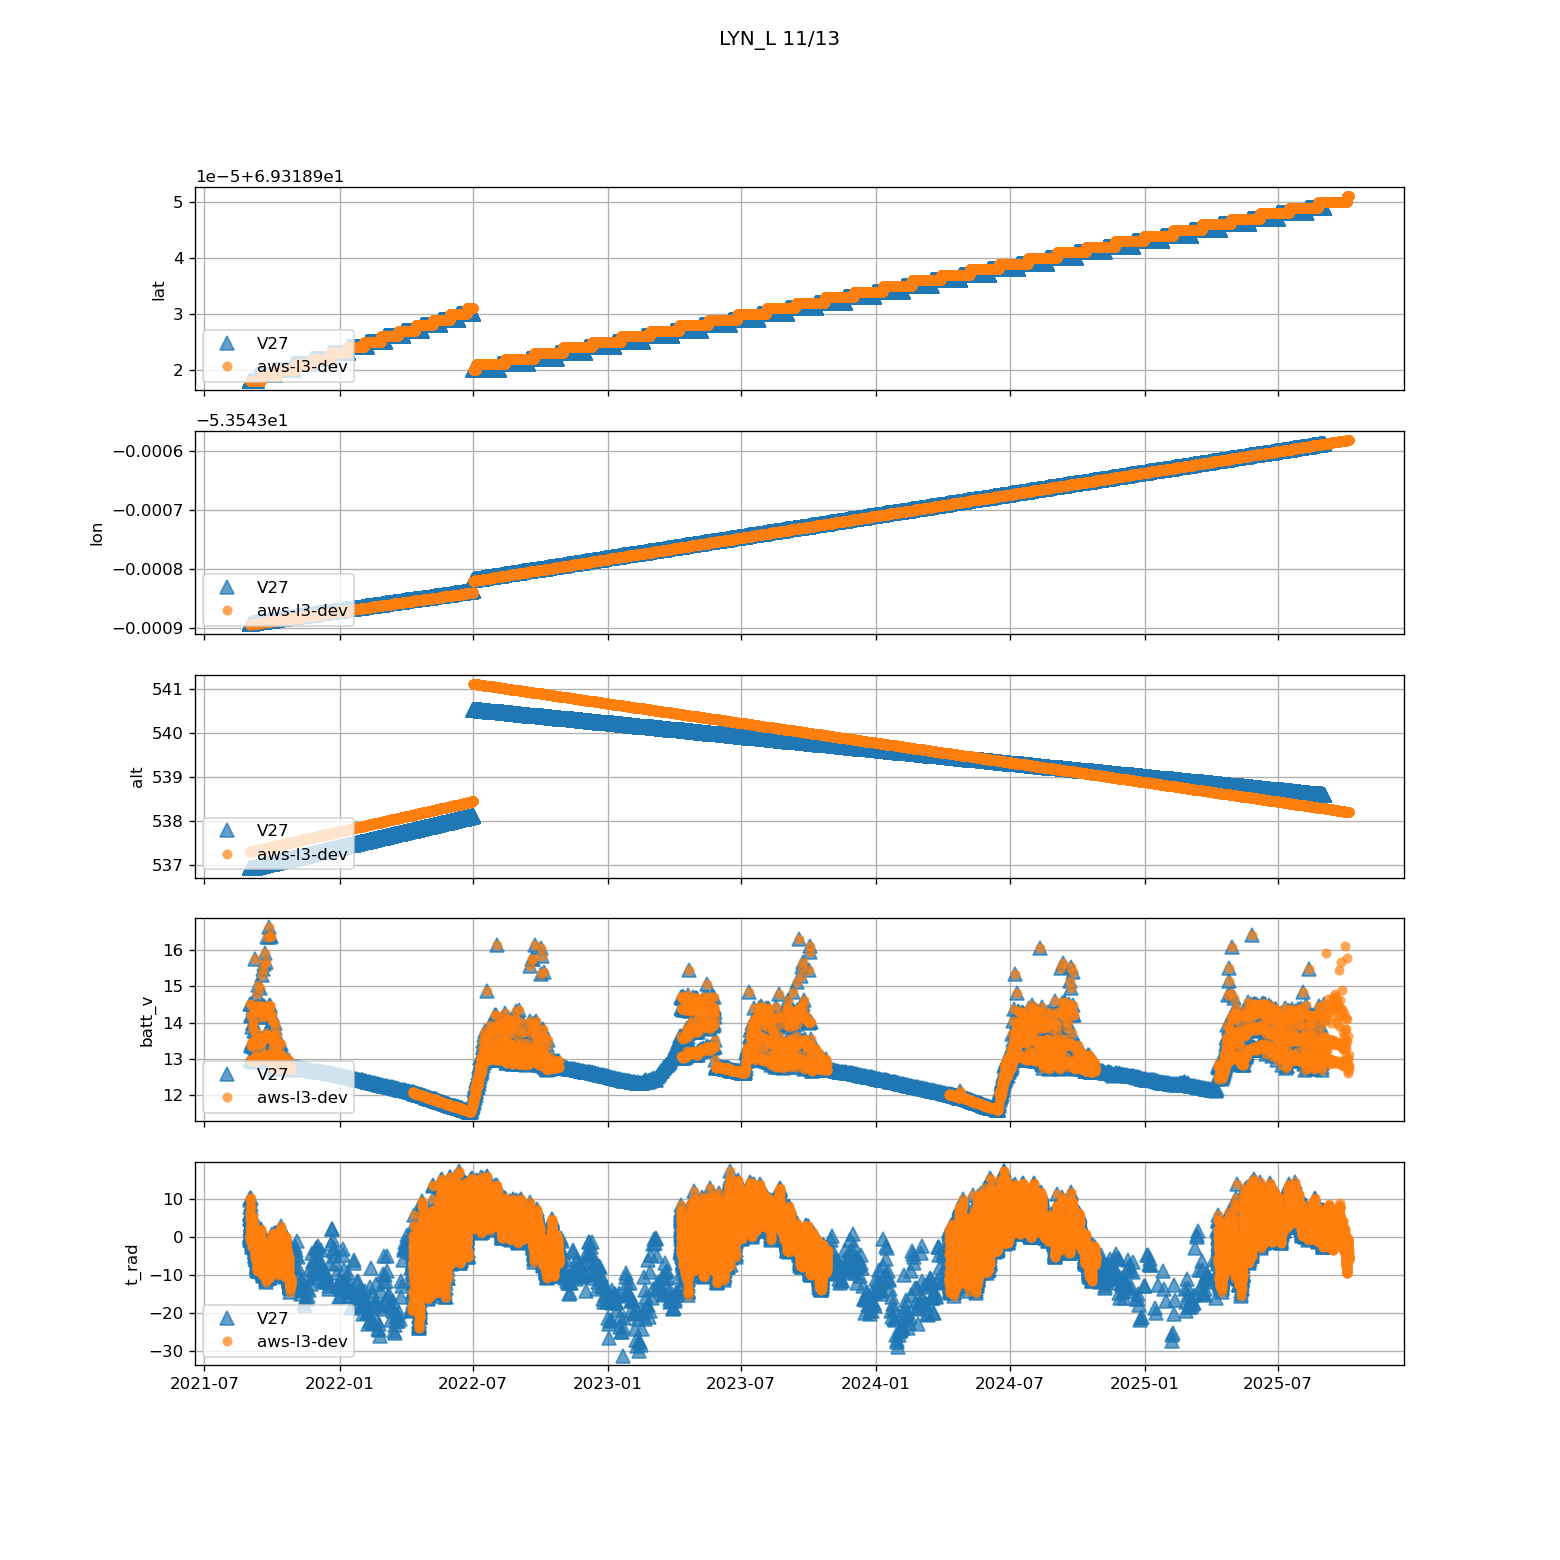 LYN_L 11/13
1e−5+6.93189e1
5
4
3
2
lat
V27
aws-l3-dev
−5.3543e1
−0.0006
−0.0007
−0.0008
−0.0009
lon
V27
aws-l3-dev
541
540
539
538
537
alt
V27
aws-l3-dev
16
15
14
13
12
batt_v
V27
aws-l3-dev
10
0
−10
−20
−30
t_rad
V27
aws-l3-dev
2021-07 2022-01 2022-07 2023-01 2023-07 2024-01 2024-07 2025-01 2025-07